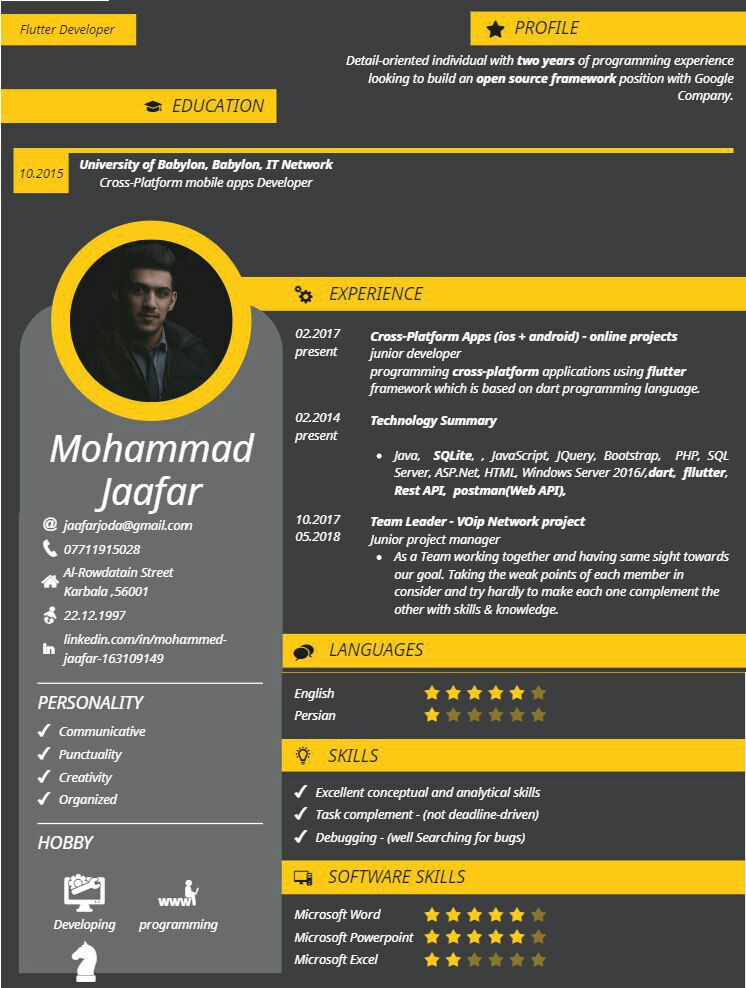 Flutter Developer
PROFILE
Detail-oriented individual with two years of programming experience
looking to build an open source framework position with Google
Company.
EDUCATION
10.2015
University of Babylon, Babylon, IT Network
Cross-Platform mobile apps Developer
Mohammad
Jaafar
jaafarjoda@gmail.com
07711915028
Al-Rowdatain Street
Karbala ,56001
22.12.1997
linkedin.com/in/mohammed-
jaafar-163109149
PERSONALITY
Communicative
Punctuality
Creativity
Organized
HOBBY
Developing
www
programming
EXPERIENCE
02.2017
present
Cross-Platform Apps (ios + android) - online projects
junior developer
programming cross-platform applications using flutter
framework which is based on dart programming language.
02.2014
present
Technology Summary
• Java, SQLite, , JavaScript, JQuery, Bootstrap, PHP, SQL
Server, ASP.Net, HTML, Windows Server 2016/,dart, fllutter,
Rest API, postman(Web API),
10.2017
05.2018
Team Leader - VOip Network project
Junior project manager
• As a Team working together and having same sight towards
our goal. Taking the weak points of each member in
consider and try hardly to make each one complement the
other with skills & knowledge.
LANGUAGES
English
Persian
SKILLS
Excellent conceptual and analytical skills
Task complement - (not deadline-driven)
Debugging - (well Searching for bugs)
SOFTWARE SKILLS
Microsoft Word
Microsoft Powerpoint
Microsoft Excel